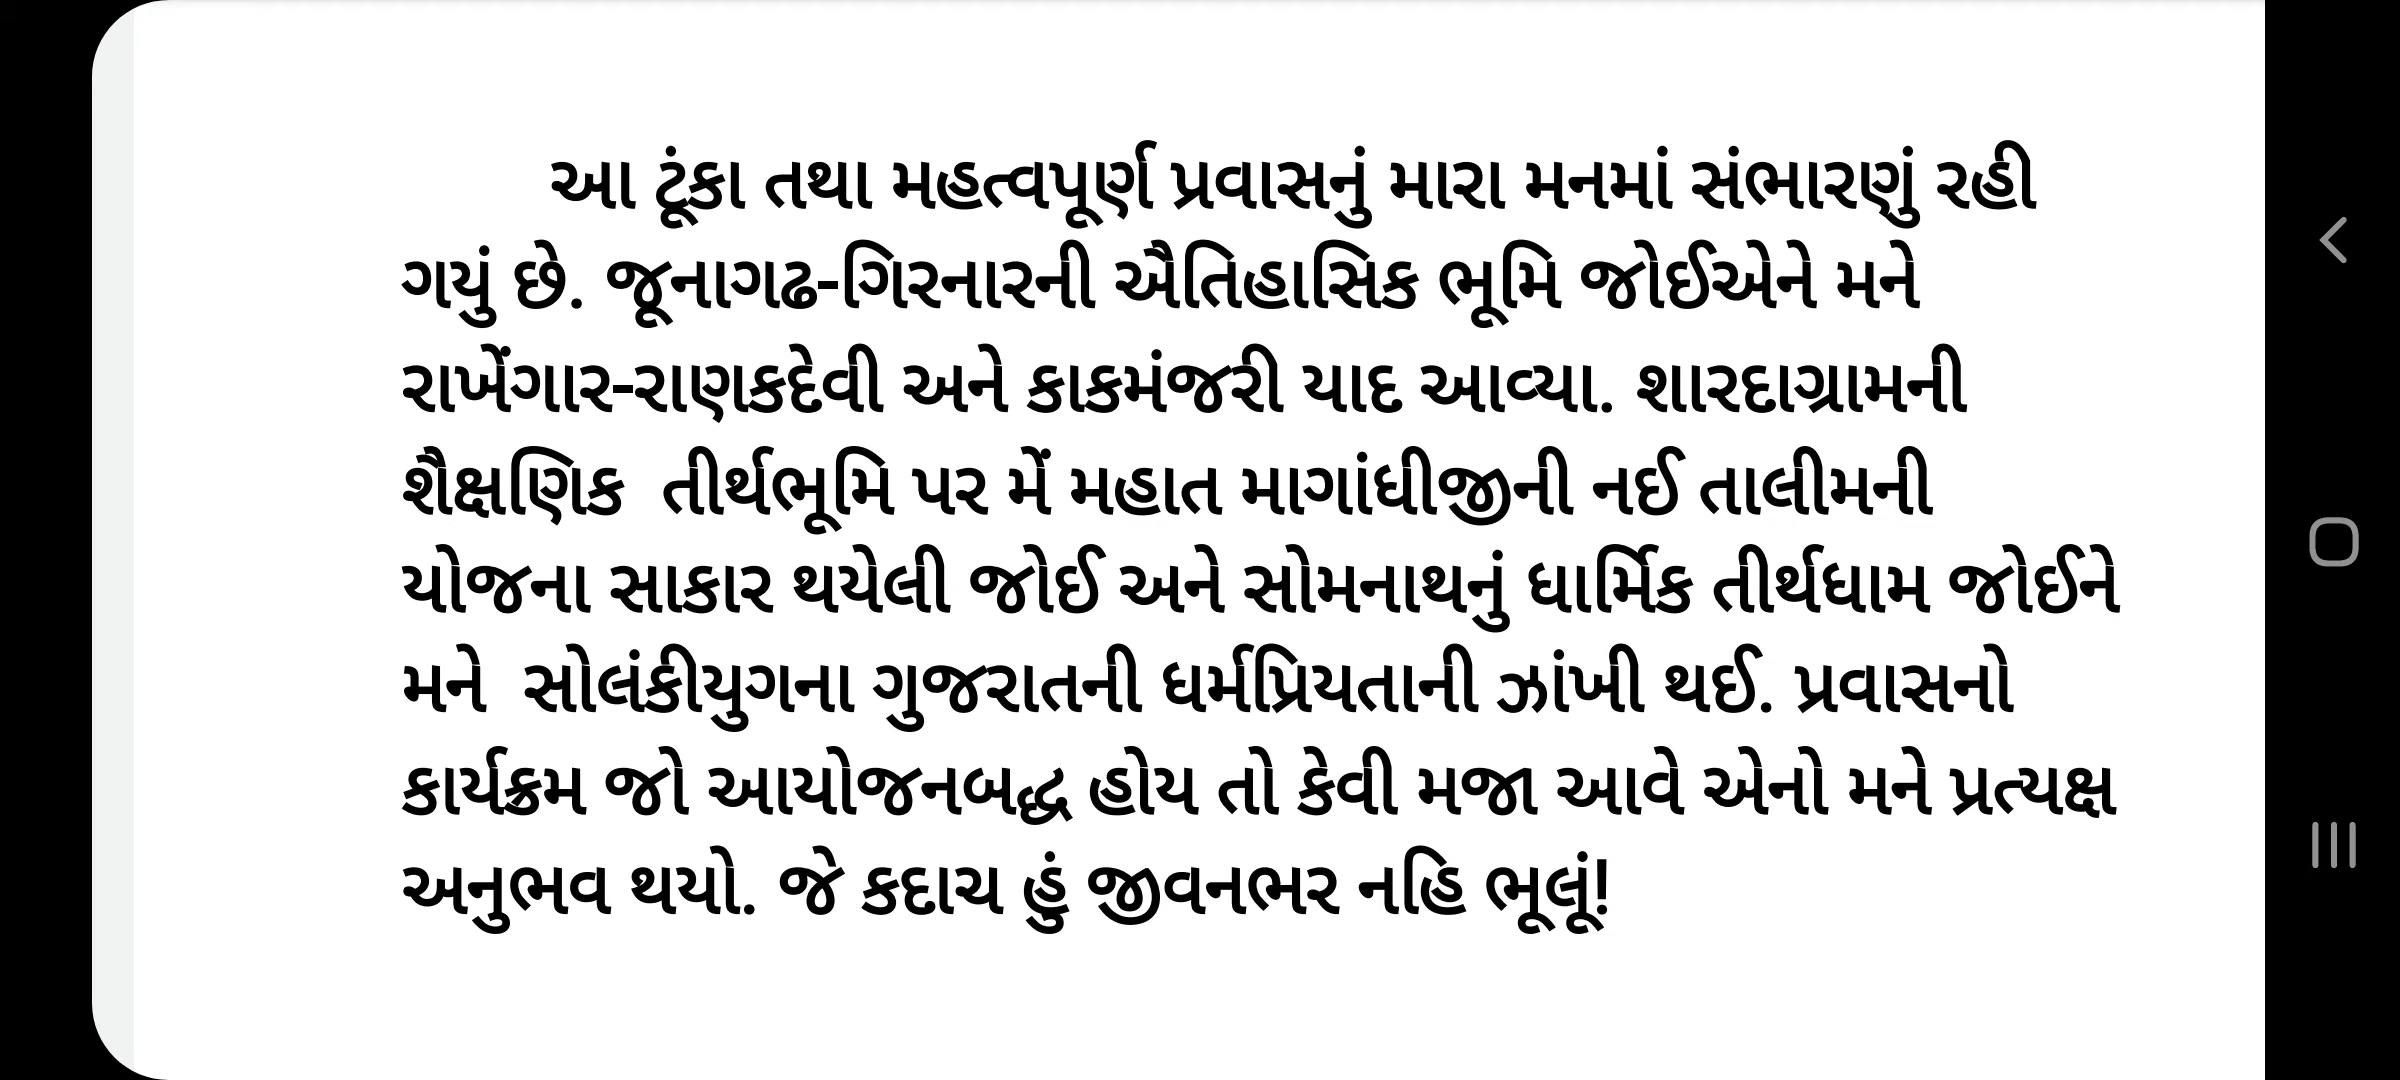 આ ટૂંકા તથા મહત્વપૂર્ણ પ્રવાસનું મારા મનમાં સંભારણું રહી
ગયું છે. જૂનાગઢ-ગિરનારની ઐતિહાસિક ભૂમિ જોઈએને મને
રાખેંગાર-રાણકદેવી અને કાકમંજરી યાદ આવ્યા. શારદાગ્રામની
શૈક્ષણિક  તીર્થભૂમિ પર મેં મહાત માગાંધીજીની નઈ તાલીમની
યોજના સાકાર થયેલી જોઈ અને સોમનાથનું ધાર્મિક તીર્થધામ જોઈને
મને  સોલંકીયુગના ગુજરાતની ધર્મપ્રિયતાની ઝાંખી થઈ. પ્રવાસનો
કાર્યક્રમ જો આયોજનબદ્ધ હોય તો કેવી મજા આવે એનો મને પ્રત્યક્ષ
અનુભવ થયો. જે કદાચ હું જીવનભર નહિ ભૂલૂં!